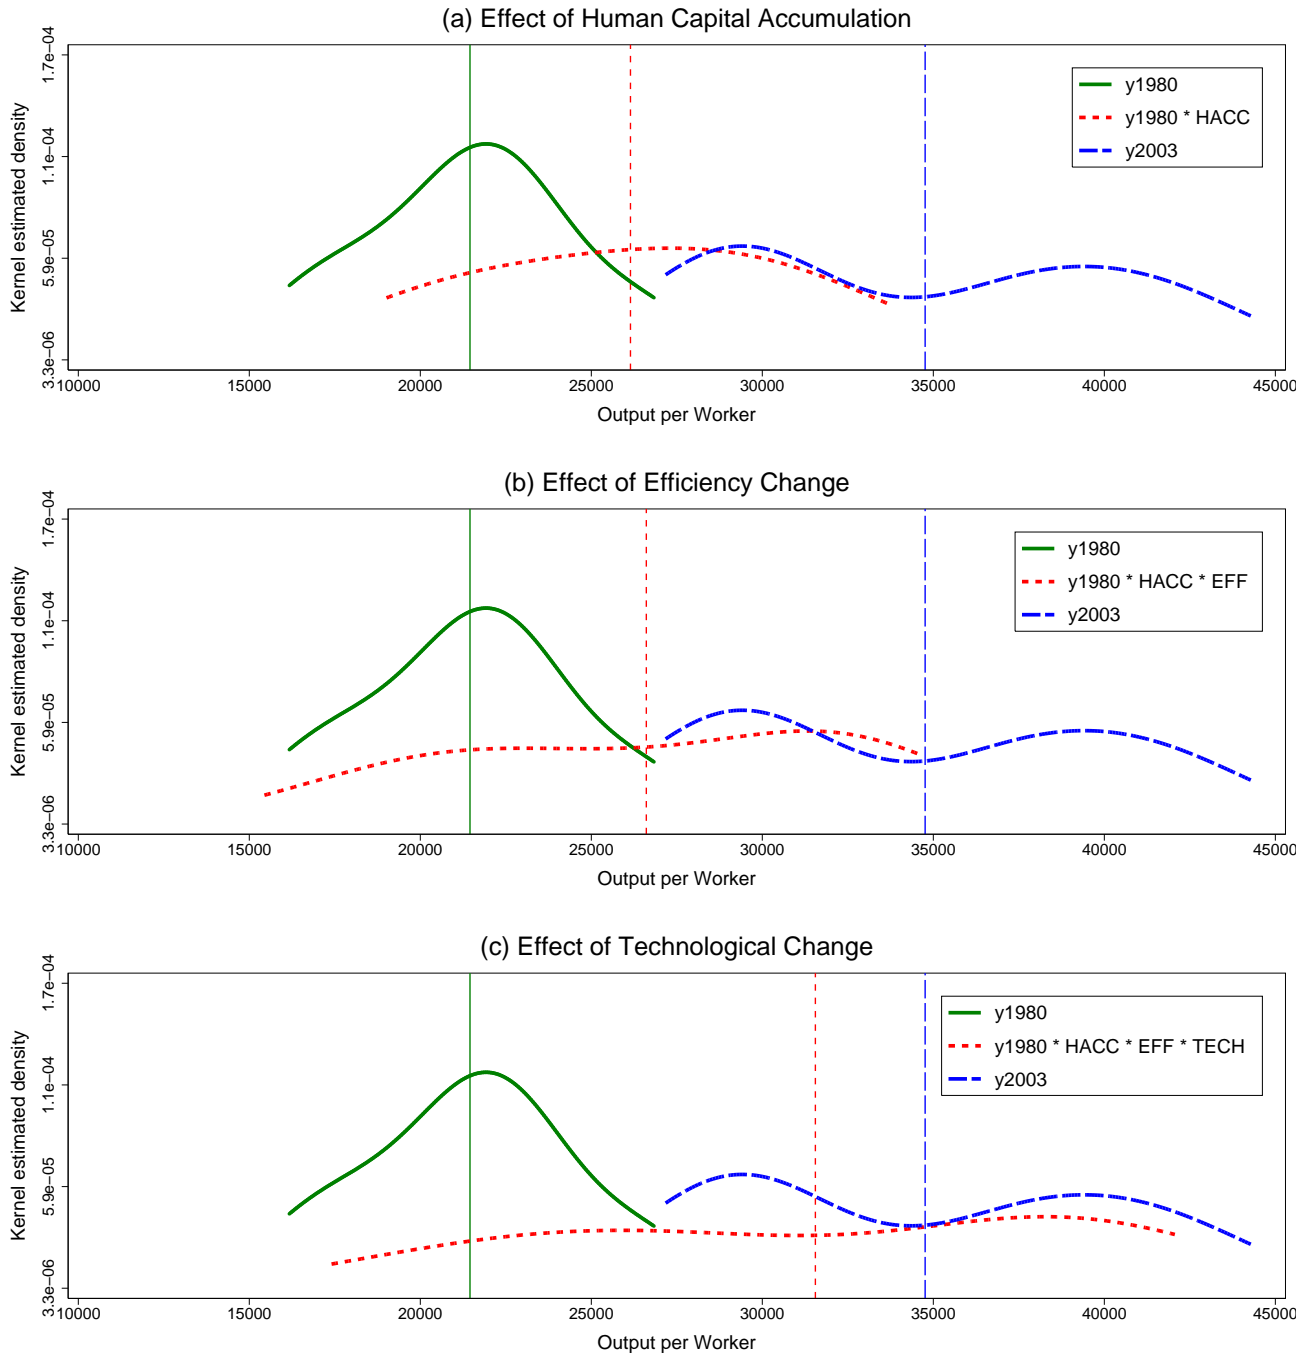 (a) Effect of Human Capital Accumulation
Kernel estimated density
1.7e−04
1.1e−04
5.9e−05
3.3e−06
y1980
y1980 * HACC
y2003
10000 15000 20000 25000 30000 35000 40000 45000
Output per Worker
(b) Effect of Efficiency Change
Kernel estimated density
1.7e−04
1.1e−04
5.9e−05
3.3e−06
y1980
y1980 * HACC * EFF
y2003
10000 15000 20000 25000 30000 35000 40000 45000
Output per Worker
(c) Effect of Technological Change
Kernel estimated density
1.7e−04
1.1e−04
5.9e−05
3.3e−06
y1980
y1980 * HACC * EFF * TECH
y2003
10000 15000 20000 25000 30000 35000 40000 45000
Output per Worker